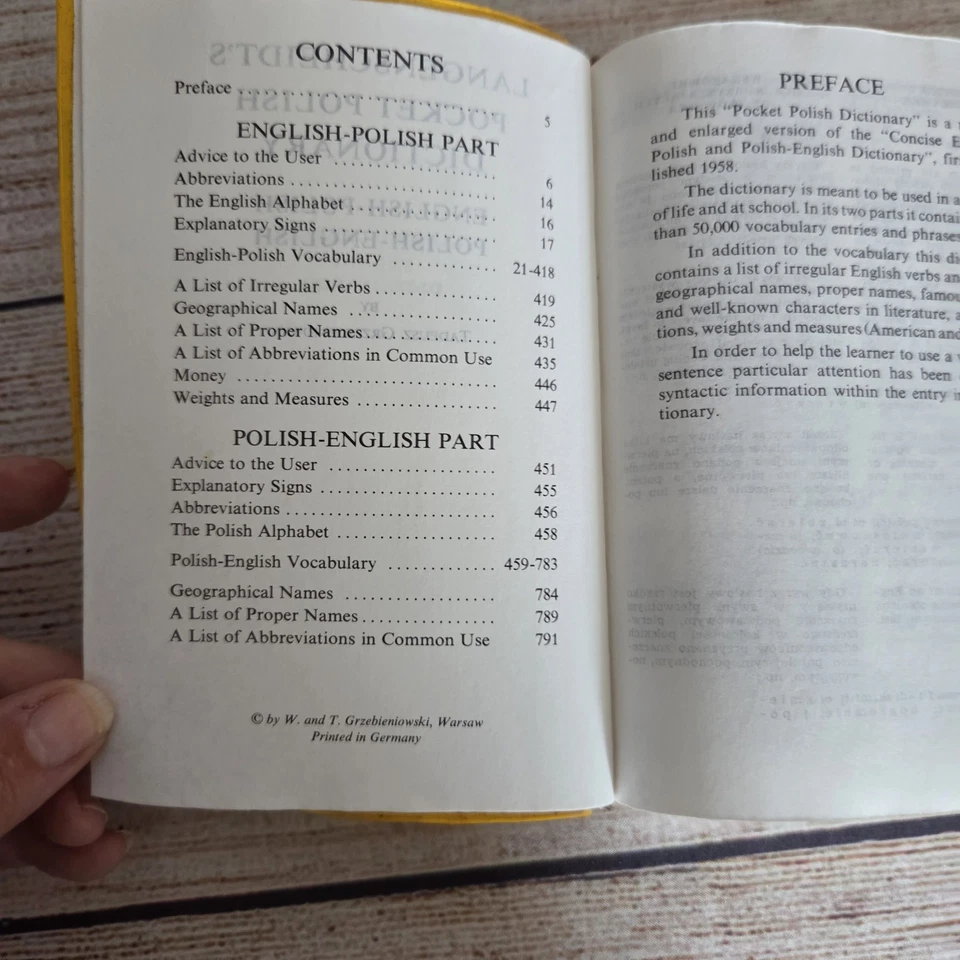 CONTENTS
Preface .................................... 5
ENGLISH-POLISH PART
Advice to the User .................... 6
Abbreviations .......................... 14
The English Alphabet ................. 16
Explanatory Signs ..................... 17
English-Polish Vocabulary ............. 21-418
A List of Irregular Verbs .............. 419
Geographical Names .................. 425
A List of Proper Names ............... 431
A List of Abbreviations in Common Use 435
Money ................................. 446
Weights and Measures ................ 447
POLISH-ENGLISH PART
Advice to the User .................... 451
Explanatory Signs ..................... 455
Abbreviations .......................... 456
The Polish Alphabet ................... 458
Polish-English Vocabulary ............. 459-783
Geographical Names .................. 784
A List of Proper Names ............... 789
A List of Abbreviations in Common Use 791
© by W. and T. Grzebieniowski, Warsaw
Printed in Germany
PREFACE
This "Pocket Polish Dictionary" is a
and enlarged version of the "Concise E
Polish and Polish-English Dictionary", fir
lished 1958.
The dictionary is meant to be used in a
of life and at school. In its two parts it contai
than 50,000 vocabulary entries and phrases
In addition to the vocabulary this di
contains a list of irregular English verbs an
geographical names, proper names, famou
and well-known characters in literature, a
tions, weights and measures (American and
In order to help the learner to use a
sentence particular attention has been
syntactic information within the entry i
tionary.